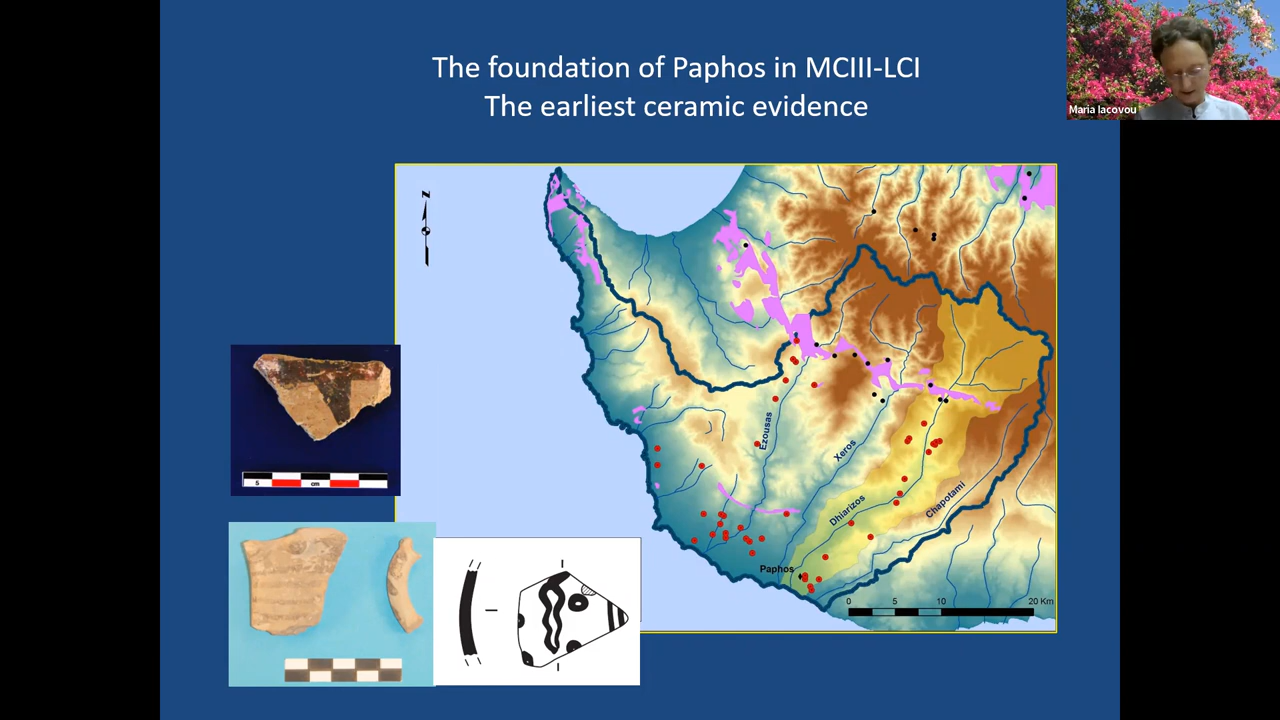 The foundation of Paphos in MCIII-LCI
The earliest ceramic evidence
Maria Iacovou
N
Ezousas
Xeros
Dhiarizos
Chapotami
Paphos
0 5 10 20 Km
5 cm